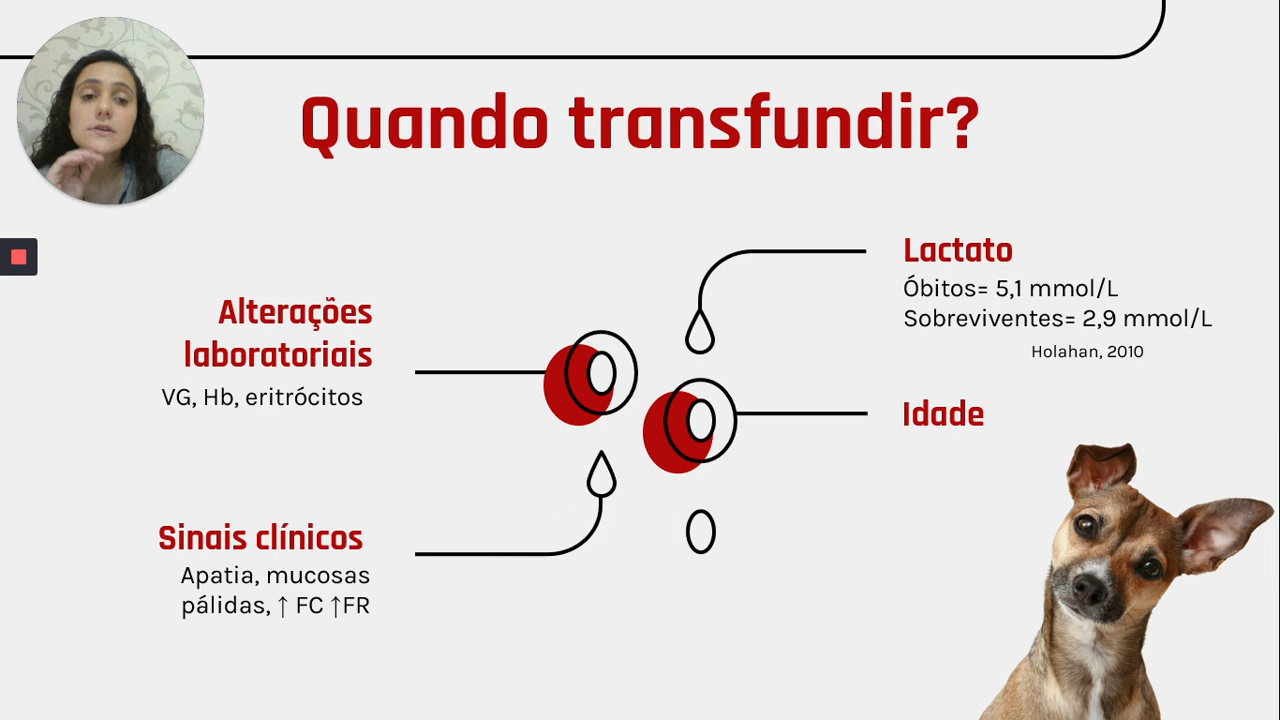 Quando transfundir?
Alterações
laboratoriais
VG, Hb, eritrócitos
Sinais clínicos
Apatia, mucosas
pálidas, ↑ FC ↑FR
Lactato
Óbitos= 5,1 mmol/L
Sobreviventes= 2,9 mmol/L
Holahan, 2010
Idade